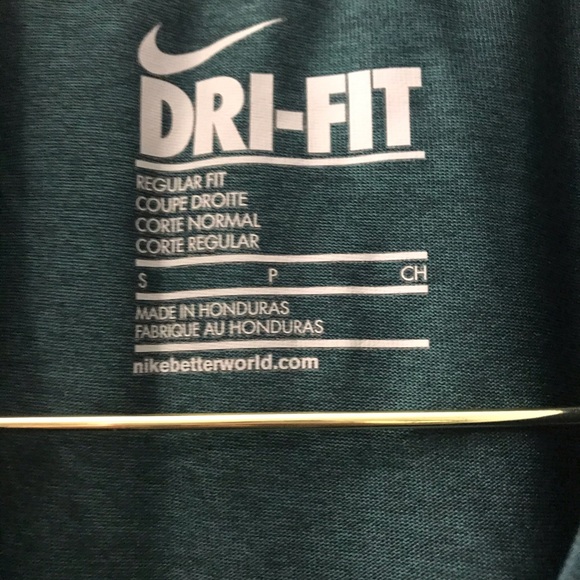 DRI-FIT
REGULAR FIT
COUPE DROITE
CORTE NORMAL
CORTE REGULAR
S P CH
MADE IN HONDURAS
FABRIQUE AU HONDURAS
nikebetterworld.com